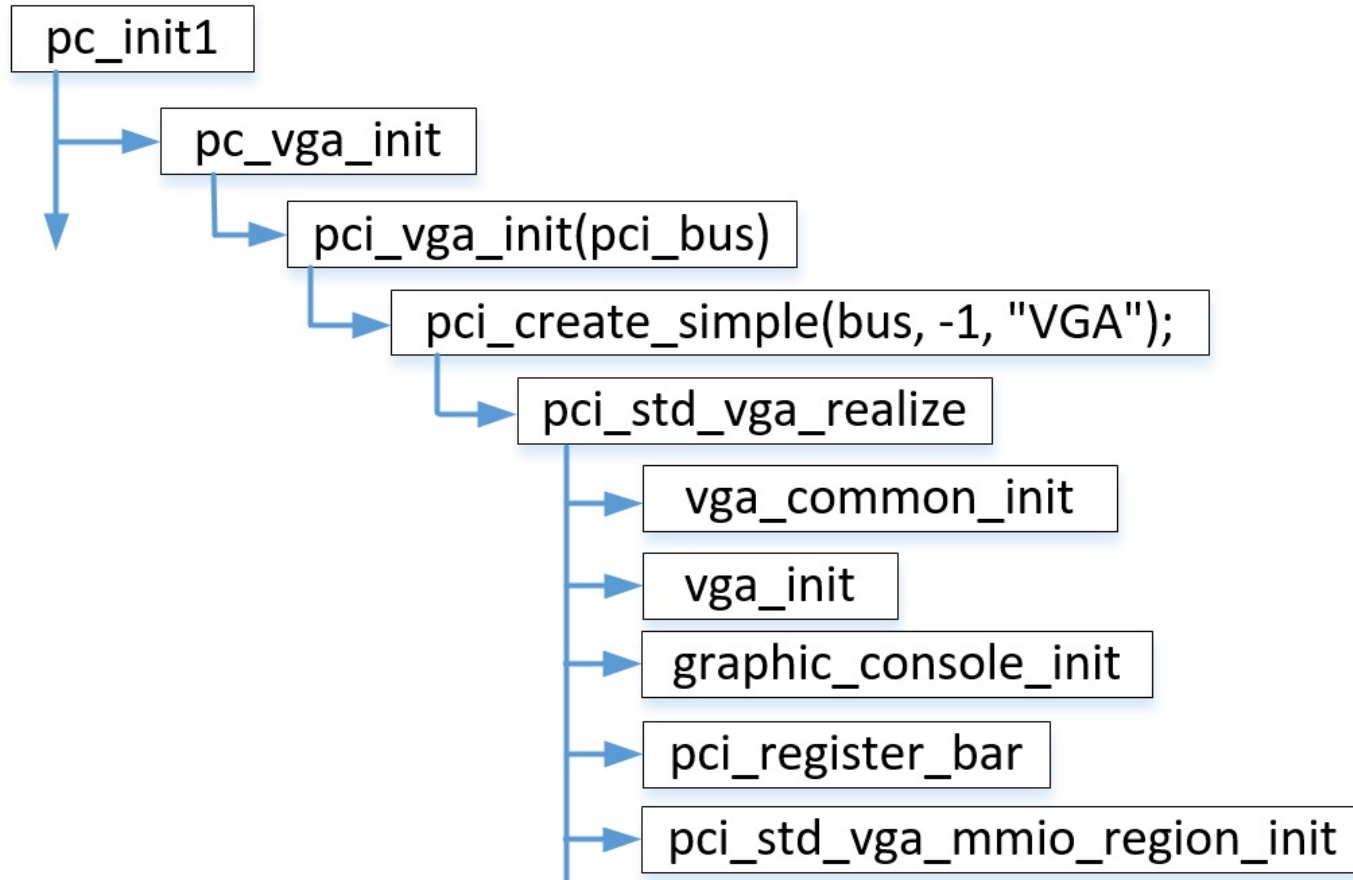 pc_init1
pc_vga_init
pci_vga_init(pci_bus)
pci_create_simple(bus, -1, "VGA");
pci_std_vga_realize
vga_common_init
vga_init
graphic_console_init
pci_register_bar
pci_std_vga_mmio_region_init